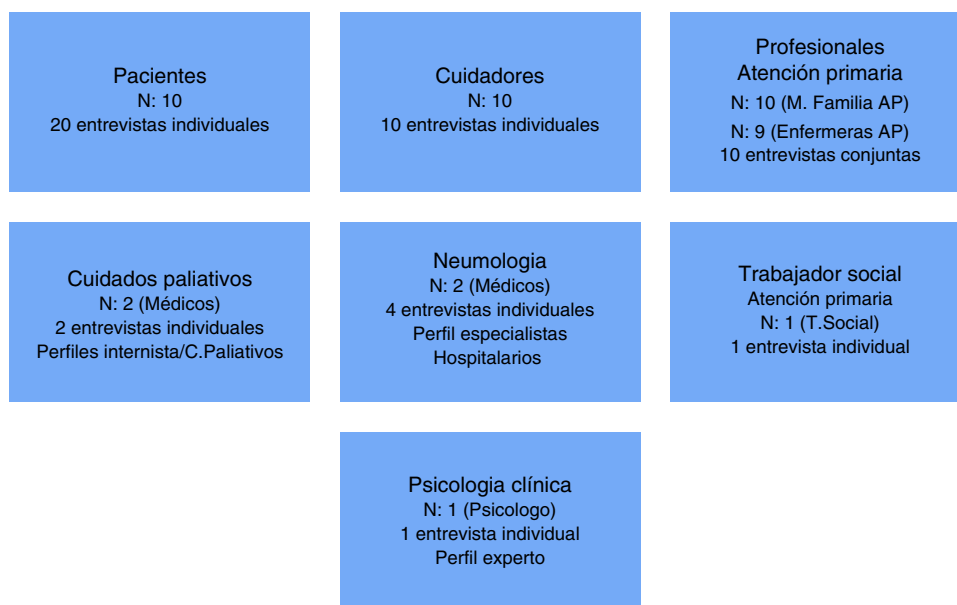 Pacientes
N: 10
20 entrevistas individuales
Cuidadores
N: 10
10 entrevistas individuales
Profesionales
Atención primaria
N: 10 (M. Familia AP)
N: 9 (Enfermeras AP)
10 entrevistas conjuntas
Cuidados paliativos
N: 2 (Médicos)
2 entrevistas individuales
Perfiles internista/C.Paliativos
Neumologia
N: 2 (Médicos)
4 entrevistas individuales
Perfil especialistas
Hospitalarios
Trabajador social
Atención primaria
N: 1 (T.Social)
1 entrevista individual
Psicologia clínica
N: 1 (Psicologo)
1 entrevista individual
Perfil experto